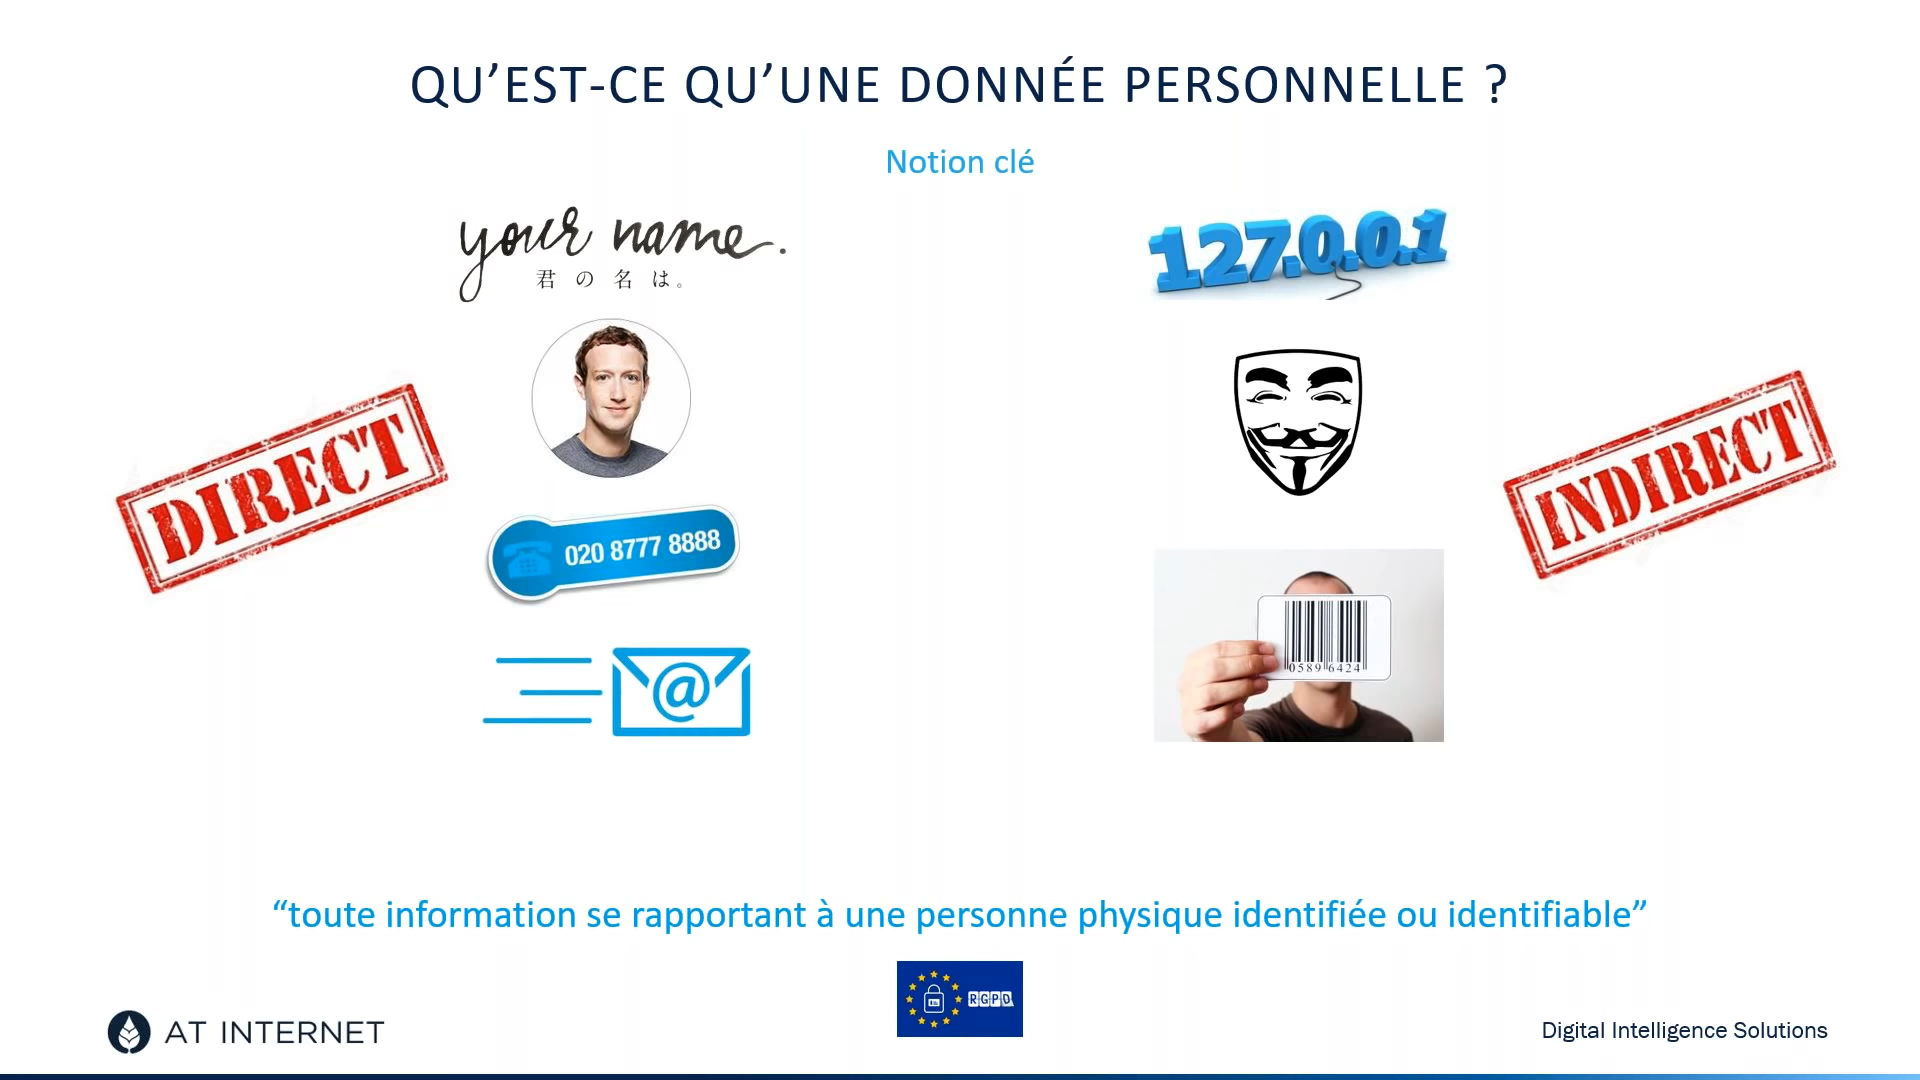 QU’EST-CE QU’UNE DONNÉE PERSONNELLE ?
Notion clé
your name.
君の名は。
127.0.0.1
DIRECT
INDIRECT
020 8777 8888
@
0589 6424
“toute information se rapportant à une personne physique identifiée ou identifiable”
RGPD
AT INTERNET
Digital Intelligence Solutions